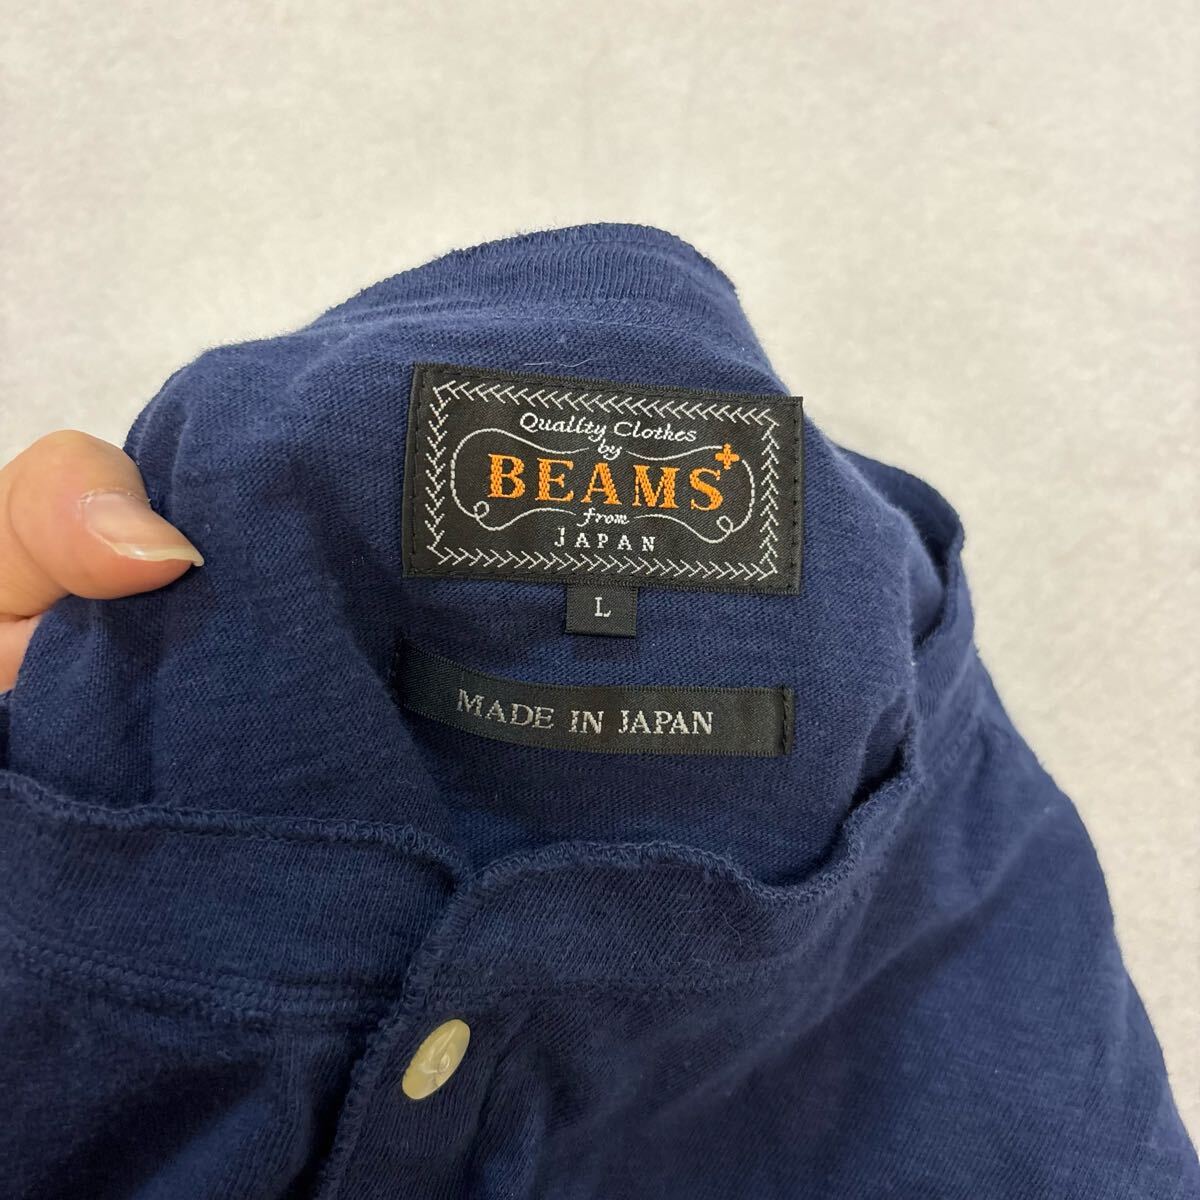 Quality Clothes
by
BEAMS+
from
JAPAN
L
MADE IN JAPAN